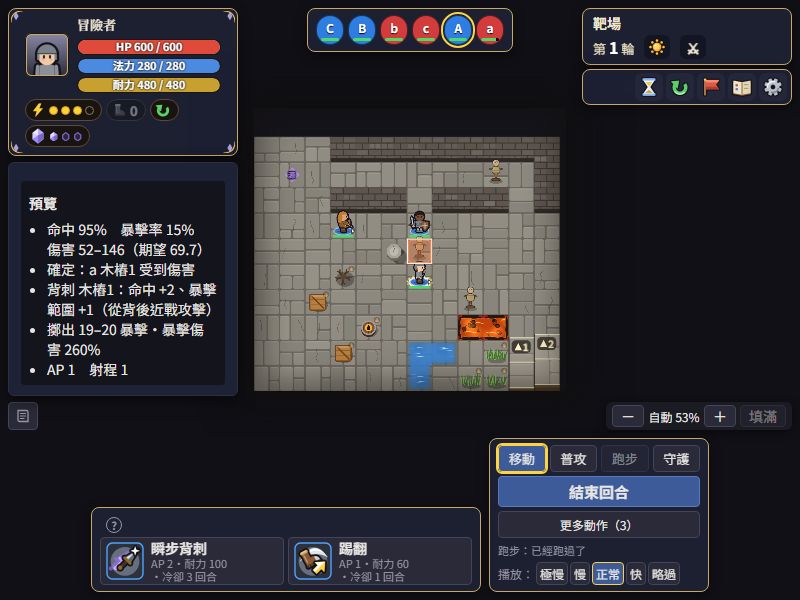 冒險者
HP 600 / 600
法力 280 / 280
耐力 480 / 480
0
C B b c A a
靶場
第 1 輪
預覽
• 命中 95%　暴擊率 15%
傷害 52–146（期望 69.7）
• 確定：a 木樁1 受到傷害
• 背刺 木樁1：命中 +2、暴擊
範圍 +1（從背後近戰攻擊）
• 擲出 19–20 暴擊・暴擊傷
害 260%
• AP 1　射程 1
▲1
▲2
− 自動 53% + 填滿
移動 普攻 跑步 守護
結束回合
更多動作（3）
跑步：已經跑過了
播放： 極慢 慢 正常 快 略過
?
瞬步背刺
AP 2・耐力 100
・冷卻 3 回合
踢翻
AP 1・耐力 60
・冷卻 1 回合